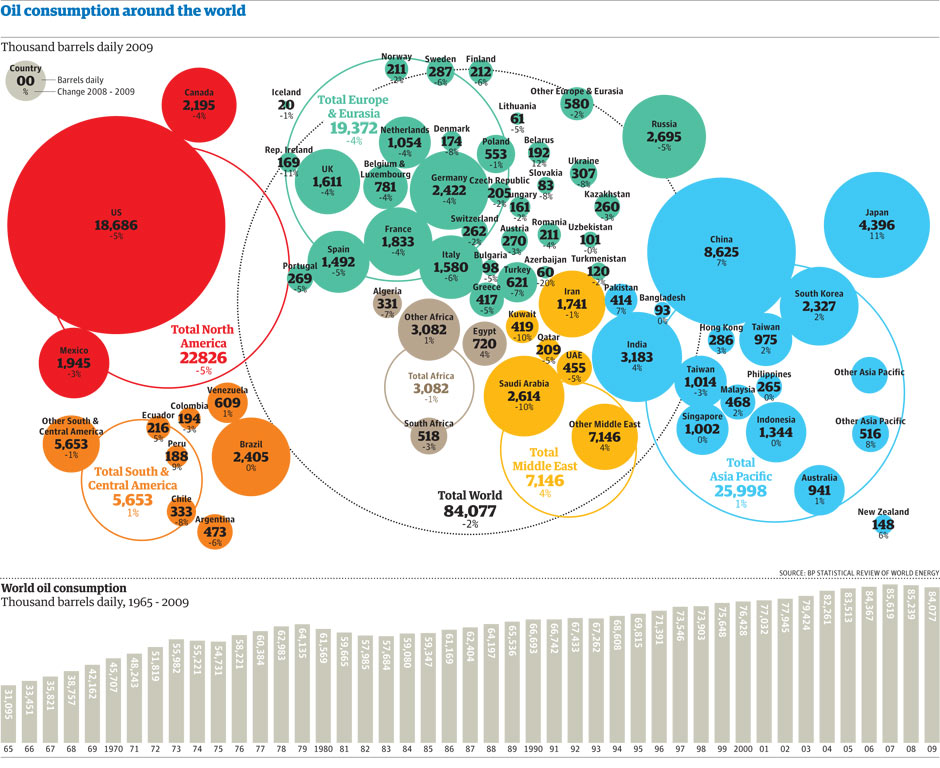 Oil consumption around the world
Thousand barrels daily 2009
Country
00
%
Barrels daily
Change 2008 - 2009
Canada
2,195
-4%
US
18,686
-5%
Mexico
1,945
-3%
Total North
America
22826
-5%
Iceland
20
-1%
Norway
211
-2%
Sweden
287
-6%
Finland
212
-6%
Total Europe
& Eurasia
19,372
-4%
Lithuania
61
-5%
Other Europe & Eurasia
580
-2%
Russia
2,695
-5%
Rep. Ireland
169
-11%
Netherlands
1,054
-4%
Denmark
174
-8%
Poland
553
-1%
Belarus
192
12%
UK
1,611
-4%
Belgium &
Luxembourg
781
-4%
Germany
2,422
-4%
Czech Republic
205
-2%
Slovakia
83
-8%
Ukraine
307
-8%
ungary
161
-2%
Kazakhstan
260
-3%
France
1,833
-4%
Switzerland
262
-2%
Austria
270
-3%
Romania
211
-4%
Uzbekistan
101
-0%
Spain
1,492
-5%
Italy
1,580
-6%
Bulgaria
98
-5%
Portugal
269
-5%
Greece
417
-5%
Turkey
621
-7%
Azerbaijan
60
-20%
Turkmenistan
120
-2%
China
8,625
7%
Japan
4,396
11%
Algeria
331
-7%
Other Africa
3,082
1%
Egypt
720
4%
Total Africa
3,082
-1%
South Africa
518
-3%
Iran
1,741
-1%
Kuwait
419
-10%
Qatar
209
-5%
UAE
455
-5%
Saudi Arabia
2,614
-10%
Other Middle East
7,146
4%
Total
Middle East
7,146
4%
Pakistan
414
7%
Bangladesh
93
0%
India
3,183
4%
Hong Kong
286
3%
Taiwan
975
2%
South Korea
2,327
2%
Taiwan
1,014
-3%
Malaysia
468
2%
Philippines
265
0%
Other Asia Pacific
Singapore
1,002
0%
Indonesia
1,344
0%
Other Asia Pacific
516
8%
Total
Asia Pacific
25,998
1%
Australia
941
1%
New Zealand
148
6%
Venezuela
609
1%
Colombia
194
-3%
Ecuador
216
5%
Other South &
Central America
5,653
-1%
Peru
188
9%
Brazil
2,405
0%
Total South &
Central America
5,653
1%
Chile
333
-8%
Argentina
473
-6%
Total World
84,077
-2%
SOURCE: BP STATISTICAL REVIEW OF WORLD ENERGY
World oil consumption
Thousand barrels daily, 1965 - 2009
31,095
33,451
35,821
38,757
42,162
45,707
48,243
51,819
55,982
55,221
54,731
58,221
60,384
62,983
64,135
61,569
59,665
57,985
57,684
59,080
59,347
61,169
62,404
64,197
65,936
66,693
66,742
67,433
67,262
68,608
69,815
71,391
73,546
73,903
75,648
76,428
77,032
77,945
79,424
82,261
83,513
84,367
85,619
85,239
84,077
65 66 67 68 69 1970 71 72 73 74 75 76 77 78 79 1980 81 82 83 84 85 86 87 88 89 1990 91 92 93 94 95 96 97 98 99 2000 01 02 03 04 05 06 07 08 09